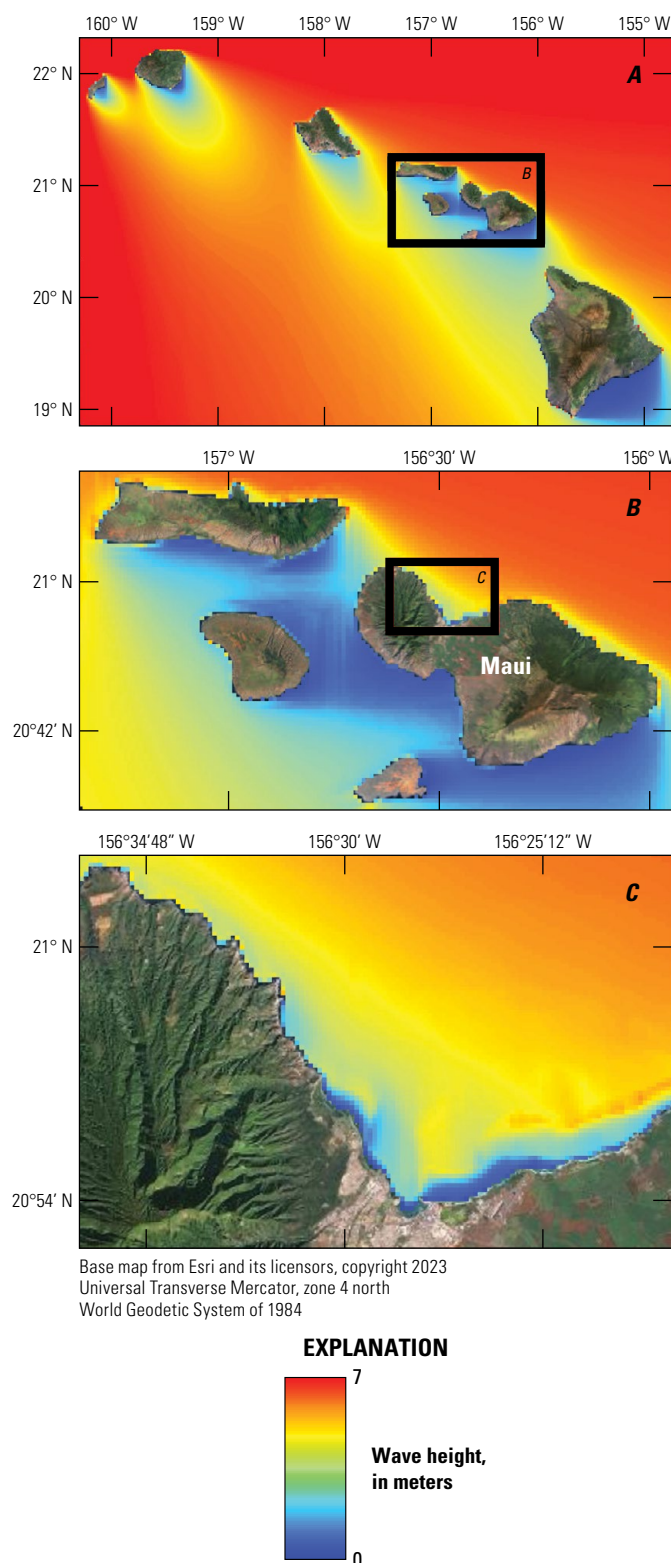 160° W 159° W 158° W 157° W 156° W 155° W
A
22° N
21° N
B
20° N
19° N
157° W 156°30' W 156° W
B
21° N
C
Maui
20°42' N
156°34'48" W 156°30' W 156°25'12" W
C
21° N
20°54' N
Base map from Esri and its licensors, copyright 2023
Universal Transverse Mercator, zone 4 north
World Geodetic System of 1984
EXPLANATION
7
Wave height,
in meters
0